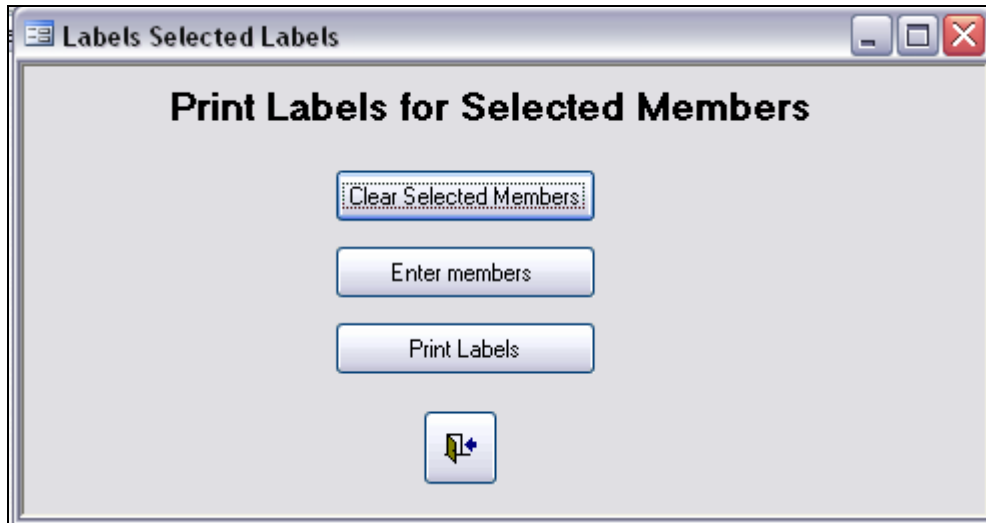 Labels Selected Labels
Print Labels for Selected Members
Clear Selected Members
Enter members
Print Labels